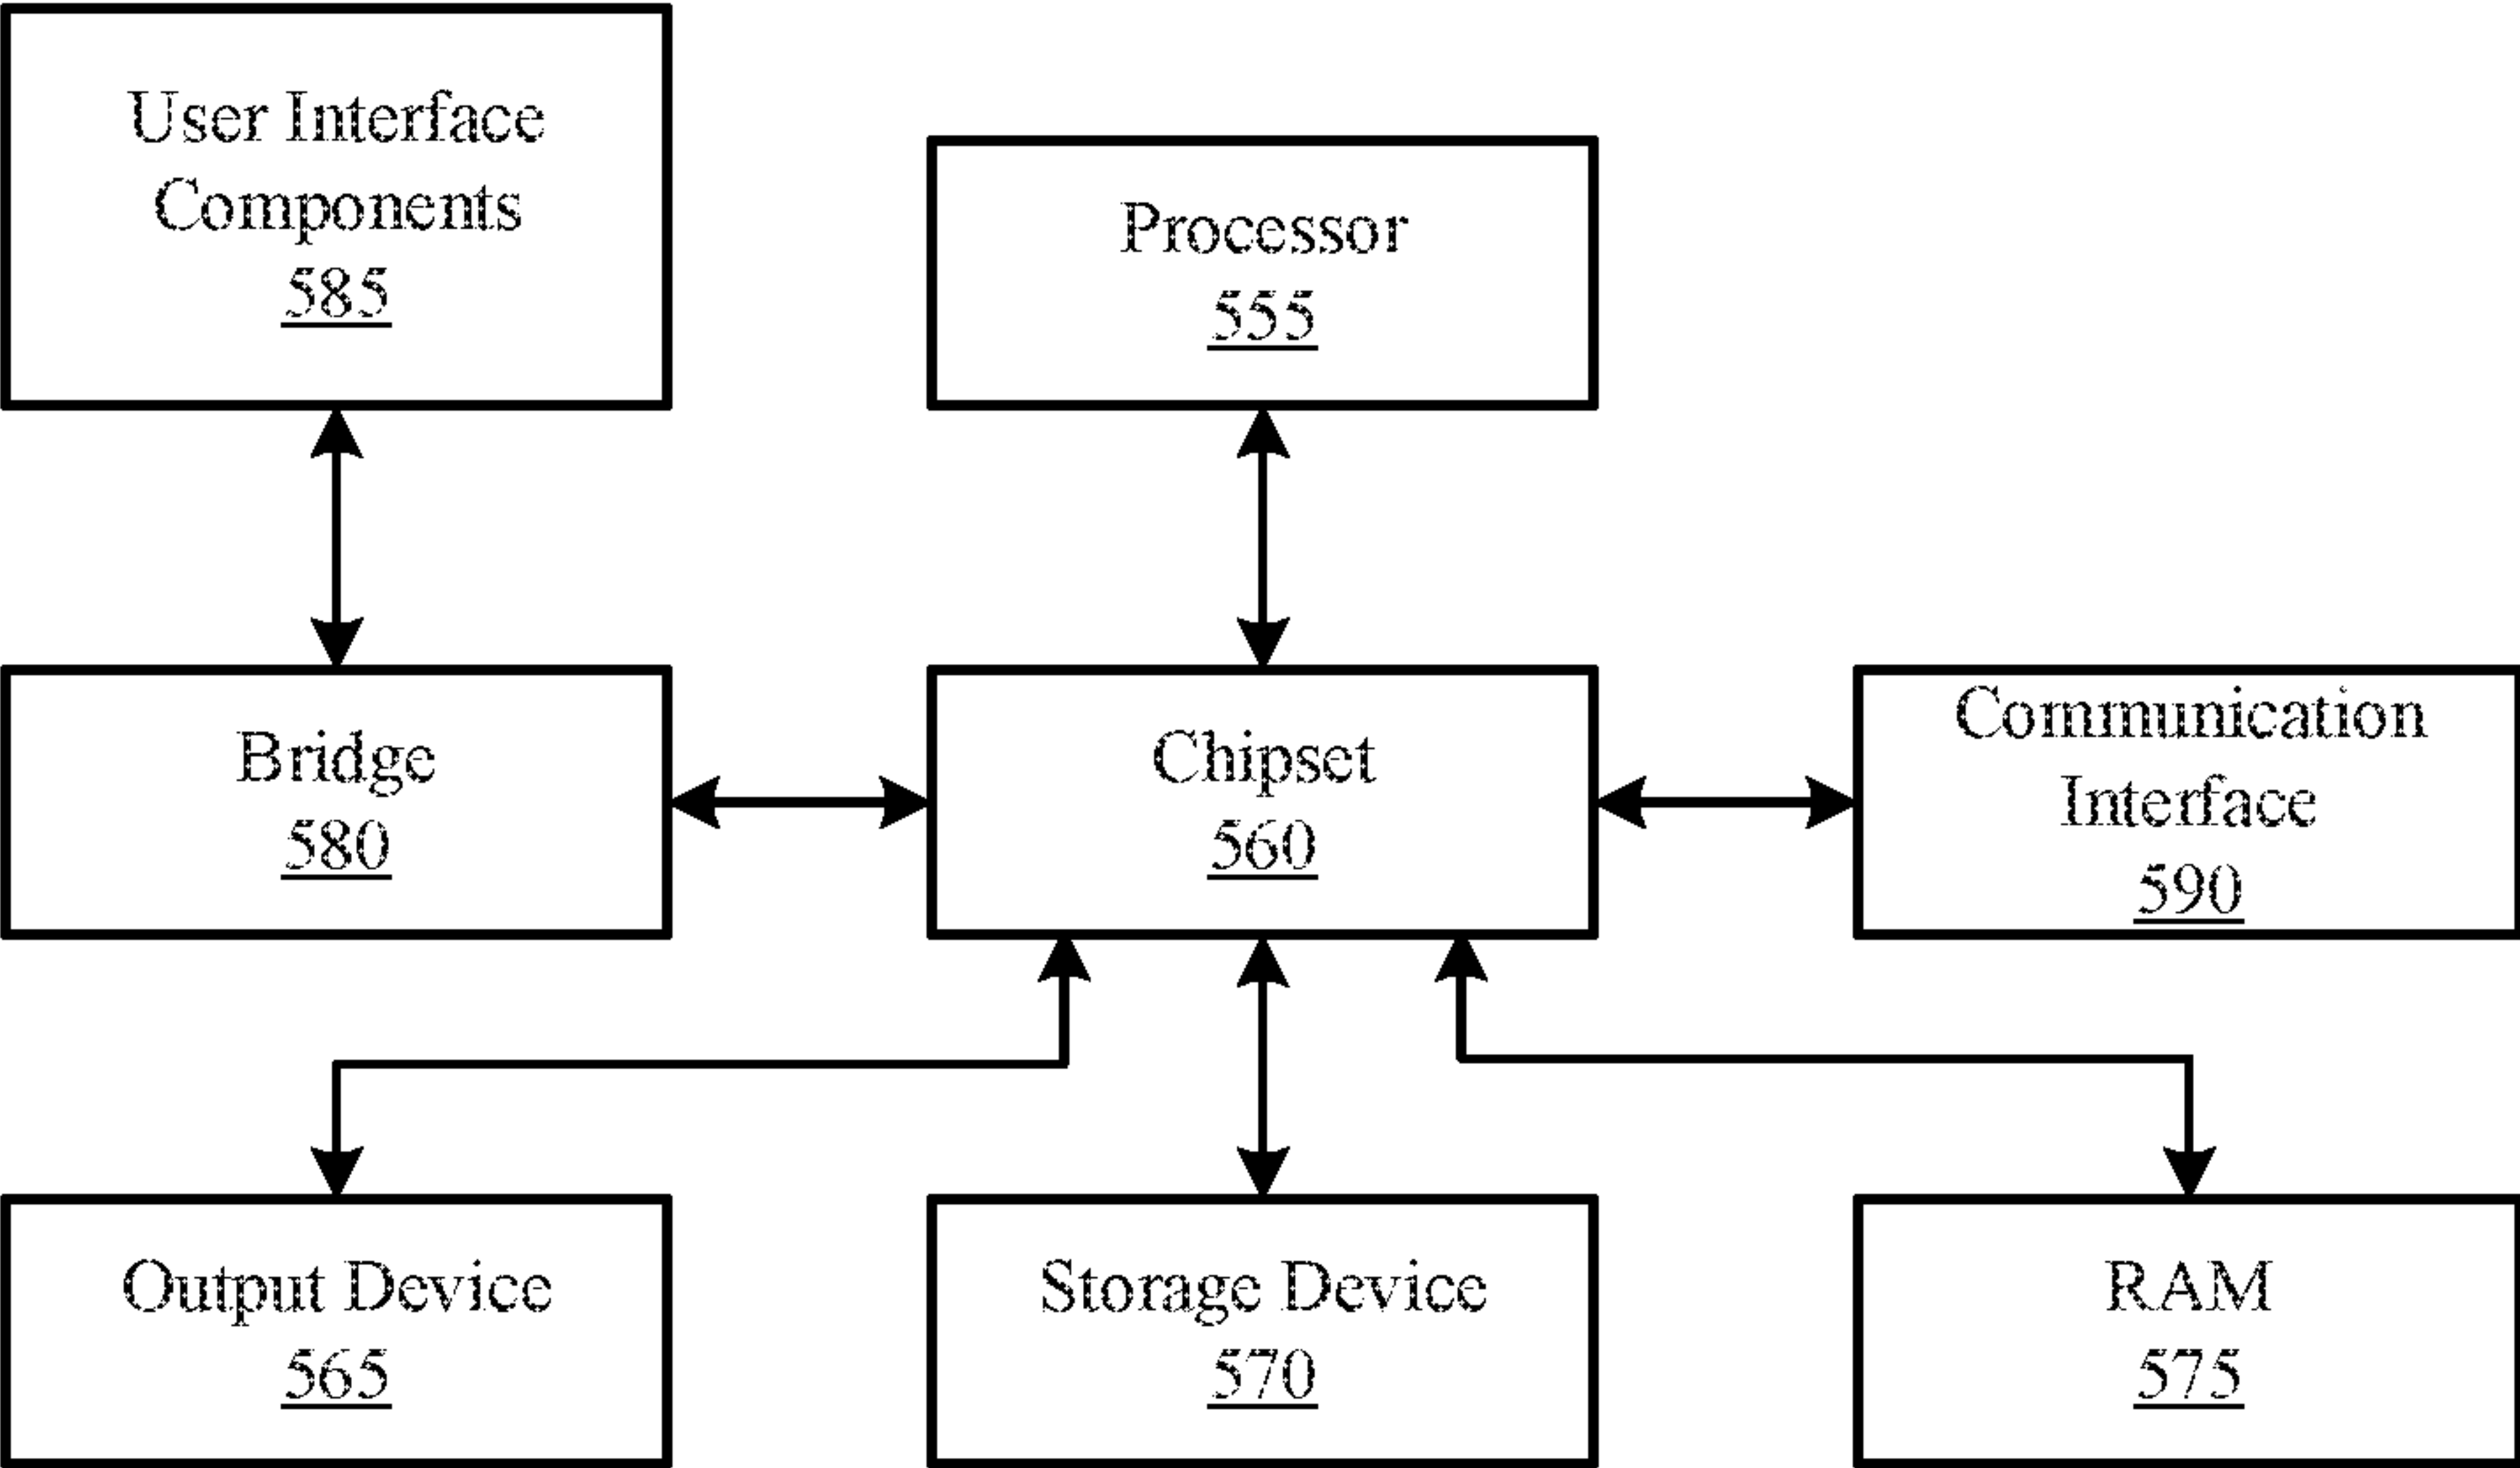 User Interface
Components
585
Processor
555
Bridge
580
Chipset
560
Communication
Interface
590
Output Device
565
Storage Device
570
RAM
575